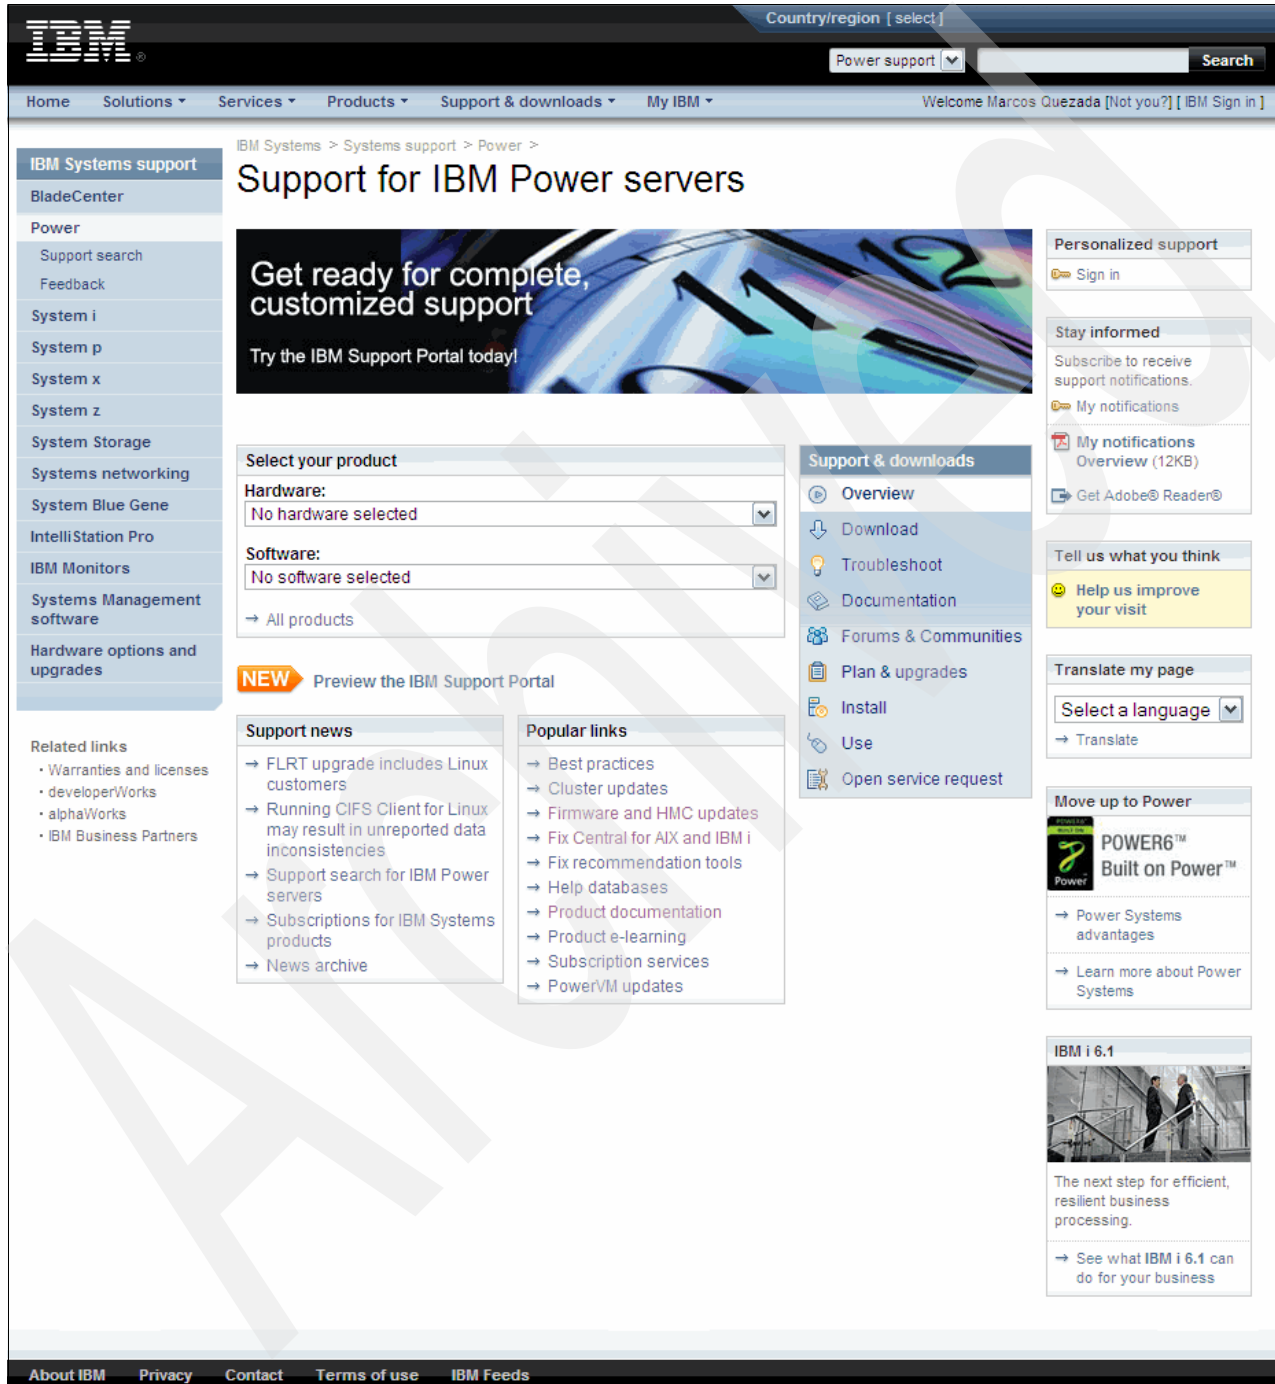 Country/region [ select ]
IBM®
Power support
Search
Home Solutions Services Products Support & downloads My IBM Welcome Marcos Quezada [Not you?] [ IBM Sign in ]
IBM Systems > Systems support > Power >
Support for IBM Power servers
IBM Systems support
BladeCenter
Power
Support search
Feedback
System i
System p
System x
System z
System Storage
Systems networking
System Blue Gene
IntelliStation Pro
IBM Monitors
Systems Management
software
Hardware options and
upgrades
Related links
• Warranties and licenses
• developerWorks
• alphaWorks
• IBM Business Partners
Get ready for complete,
customized support
Try the IBM Support Portal today!
11 12
Select your product
Hardware:
No hardware selected
Software:
No software selected
→ All products
NEW Preview the IBM Support Portal
Support news
→ FLRT upgrade includes Linux
customers
→ Running CIFS Client for Linux
may result in unreported data
inconsistencies
→ Support search for IBM Power
servers
→ Subscriptions for IBM Systems
products
→ News archive
Popular links
→ Best practices
→ Cluster updates
→ Firmware and HMC updates
→ Fix Central for AIX and IBM i
→ Fix recommendation tools
→ Help databases
→ Product documentation
→ Product e-learning
→ Subscription services
→ PowerVM updates
Support & downloads
Overview
Download
Troubleshoot
Documentation
Forums & Communities
Plan & upgrades
Install
Use
Open service request
Personalized support
Sign in
Stay informed
Subscribe to receive
support notifications.
My notifications
My notifications
Overview (12KB)
Get Adobe® Reader®
Tell us what you think
Help us improve
your visit
Translate my page
Select a language
→ Translate
Move up to Power
POWER6™
BUILT ON
Power
POWER6™
Built on Power™
→ Power Systems
advantages
→ Learn more about Power
Systems
IBM i 6.1
The next step for efficient,
resilient business
processing.
→ See what IBM i 6.1 can
do for your business
About IBM Privacy Contact Terms of use IBM Feeds
Archived